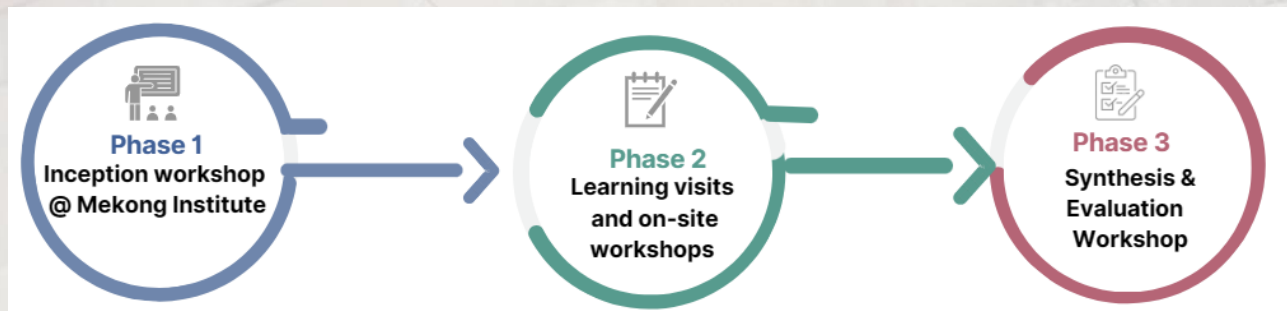 Phase 1
Inception workshop
@ Mekong Institute
Phase 2
Learning visits
and on-site
workshops
Phase 3
Synthesis &
Evaluation
Workshop